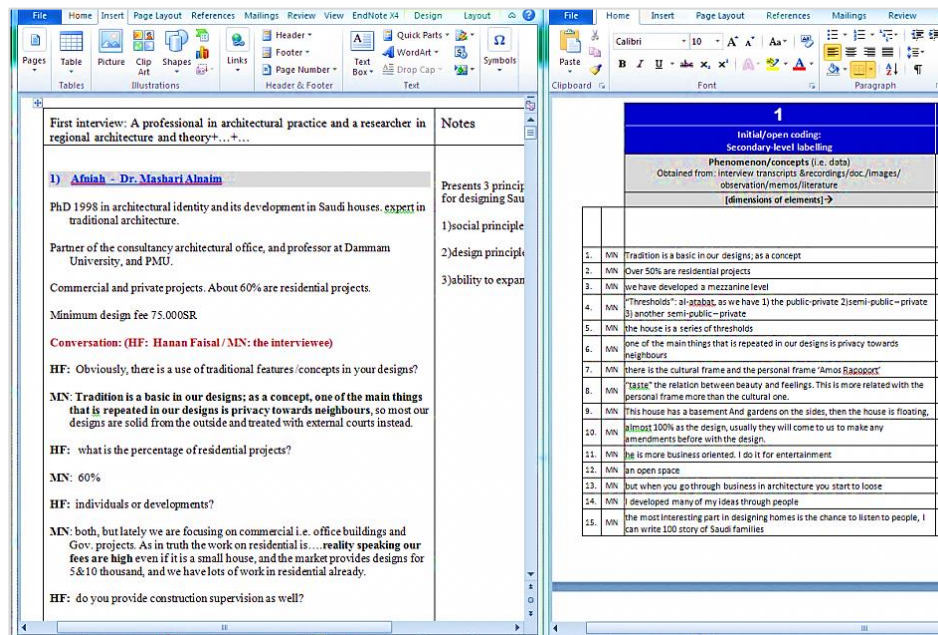 File Home Insert Page Layout References Mailings Review View EndNote X4 Design Layout
Pages
Table
Picture
Clip Art
Shapes
Links
Header
Footer
Page Number
Text Box
Quick Parts
WordArt
Drop Cap
Symbols
Tables Illustrations Header & Footer Text
First interview: A professional in architectural practice and a researcher in
regional architecture and theory+…+…
Notes
1) Afniah - Dr. Mashari Alnaim
PhD 1998 in architectural identity and its development in Saudi houses. expert in
traditional architecture.
Partner of the consultancy architectural office, and professor at Dammam
University, and PMU.
Commercial and private projects. About 60% are residential projects.
Minimum design fee 75.000SR
Conversation: (HF: Hanan Faisal / MN: the interviewee)
HF: Obviously, there is a use of traditional features /concepts in your designs?
MN: Tradition is a basic in our designs; as a concept, one of the main things
that is repeated in our designs is privacy towards neighbours, so most our
designs are solid from the outside and treated with external courts instead.
HF: what is the percentage of residential projects?
MN: 60%
HF: individuals or developments?
MN: both, but lately we are focusing on commercial i.e. office buildings and
Gov. projects. As in truth the work on residential is….reality speaking our
fees are high even if it is a small house, and the market provides designs for
5&10 thousand, and we have lots of work in residential already.
HF: do you provide construction supervision as well?
Presents 3 princip
for designing Sau
1)social principle
2)design principle
3)ability to expan
File Home Insert Page Layout References Mailings Review
Paste
Calibri 10
B I U abc x₂ x² A A
Clipboard Font Paragraph
1
Initial/open coding:
Secondary-level labelling
Phenomenon/concepts (i.e. data)
Obtained from: interview transcripts &recordings/doc./images/
observation/memos/literature
[dimensions of elements]→
1. MN Tradition is a basic in our designs; as a concept
2. MN Over 50% are residential projects
3. MN we have developed a mezzanine level
4. MN "Thresholds": al-atabat, as we have 1) the public-private 2)semi-public – private
3) another semi-public – private
5. MN the house is a series of thresholds
6. MN one of the main things that is repeated in our designs is privacy towards
neighbours
7. MN there is the cultural frame and the personal frame 'Amos Rapoport'
8. MN "taste" the relation between beauty and feelings. This is more related with the
personal frame more than the cultural one.
9. MN This house has a basement And gardens on the sides, then the house is floating,
10. MN almost 100% as the design, usually they will come to us to make any
amendments before with the design.
11. MN he is more business oriented. I do it for entertainment
12. MN an open space
13. MN but when you go through business in architecture you start to loose
14. MN I developed many of my ideas through people
15. MN the most interesting part in designing homes is the chance to listen to people, I
can write 100 story of Saudi families